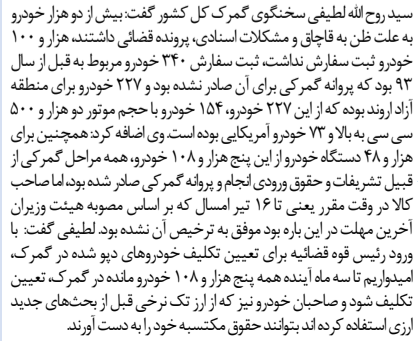 سید روح‌الله لطیفی سخنگوی گمرک کل کشور گفت: بیش از دو هزار خودرو
به علت ظن به قاچاق و مشکلات اسنادی، پرونده قضائی داشتند، هزار و ۱۰۰
خودرو ثبت سفارش نداشت، ثبت سفارش ۳۴۰ خودرو مربوط به قبل از سال
۹۳ بود که پروانه گمرکی برای آن صادر نشده بود و ۲۲۷ خودرو برای منطقه
آزاد اروند بوده که از این ۲۲۷ خودرو، ۱۵۴ خودرو با حجم موتور دو هزار و ۵۰۰
سی سی به بالا و ۷۳ خودرو آمریکایی بوده است. وی اضافه کرد: همچنین برای
هزار و ۴۸ دستگاه خودرو از این پنج هزار و ۱۰۸ خودرو، همه مراحل گمرکی از
قبیل تشریفات و حقوق ورودی انجام و پروانه گمرکی صادر شده بود، اما صاحب
کالا در وقت مقرر یعنی تا ۱۶ تیر امسال که بر اساس مصوبه هیئت وزیران
آخرین مهلت در این باره بود موفق به ترخیص آن نشده بود. لطیفی گفت: با
ورود رئیس قوه قضائیه برای تعیین تکلیف خودروهای دپو شده در گمرک،
امیدواریم تا سه ماه آینده همه پنج هزار و ۱۰۸ خودرو مانده در گمرک، تعیین
تکلیف شود و صاحبان خودرو نیز که از ارز تک نرخی قبل از بحث‌های جدید
ارزی استفاده کرده اند بتوانند حقوق مکتسبه خود را به دست آورند.